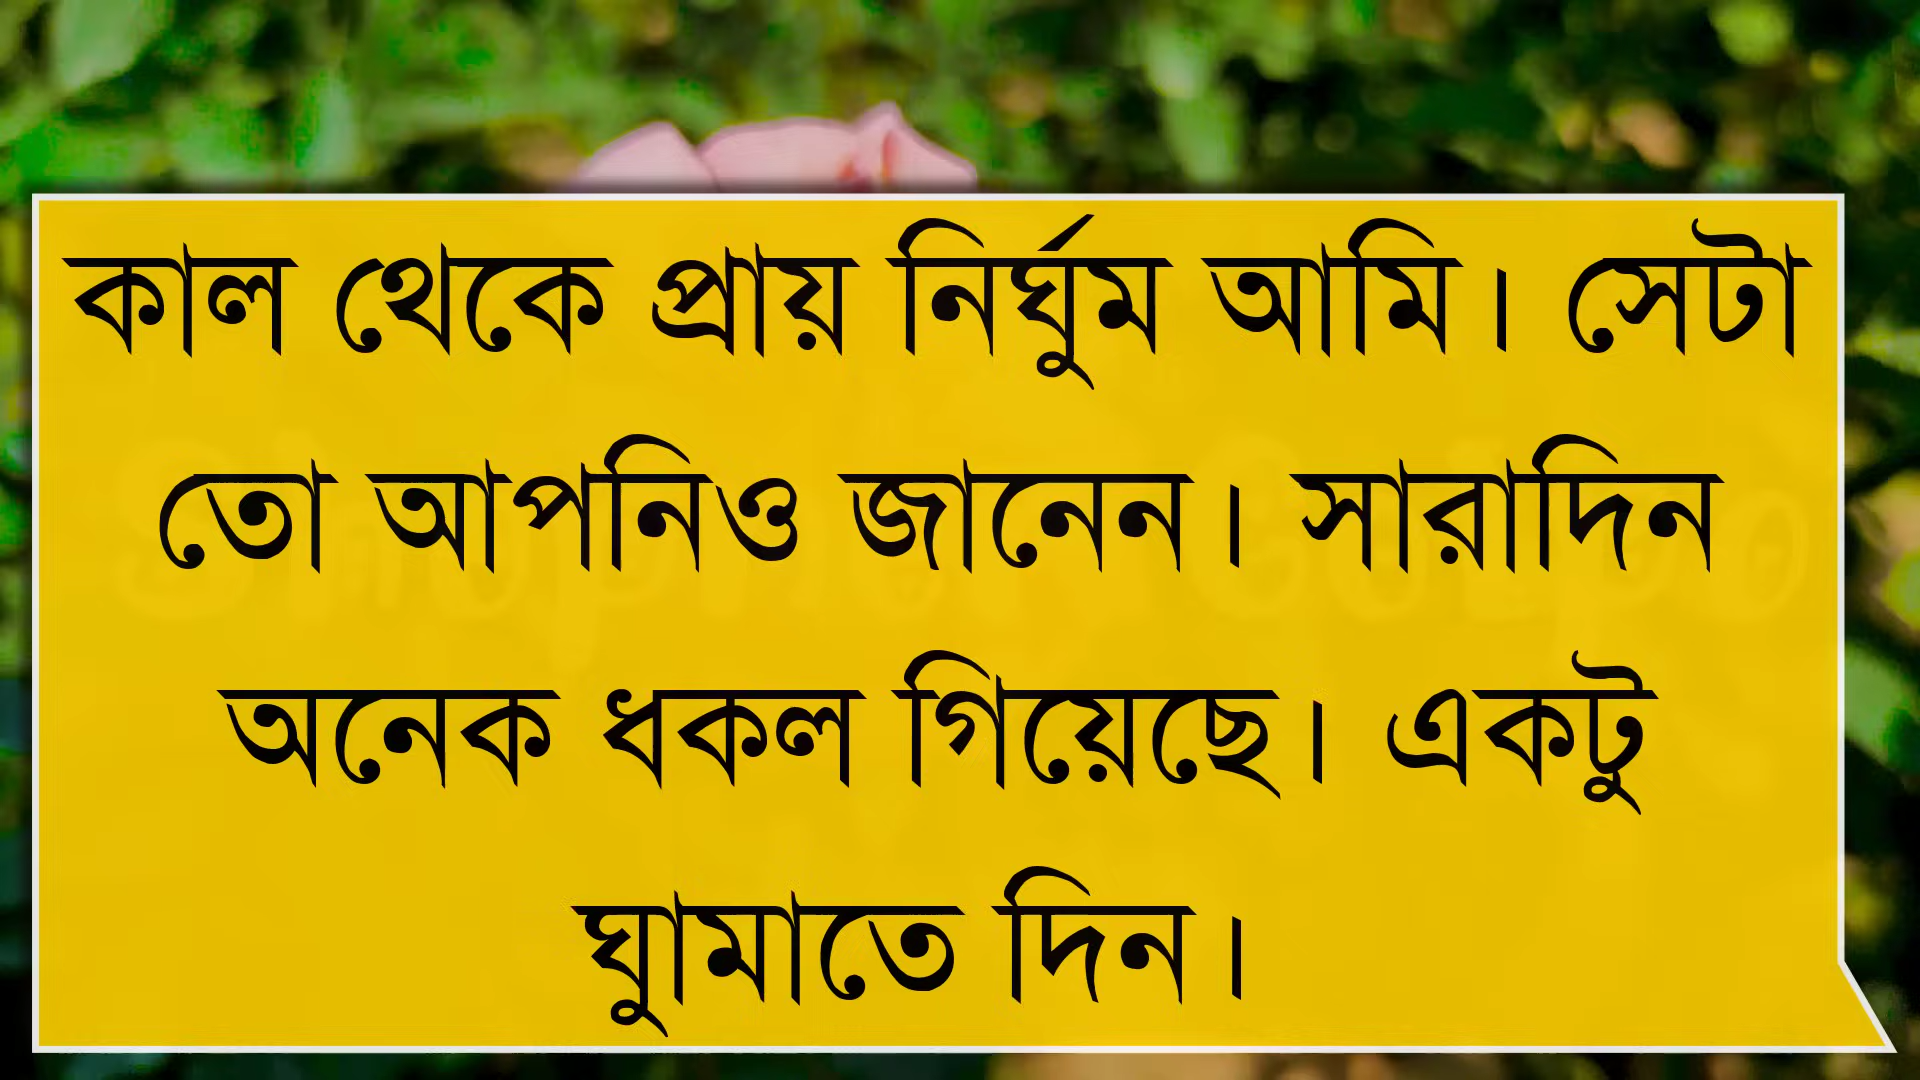 কাল থেকে প্রায় নির্ঘুম আমি। সেটা
তো আপনিও জানেন। সারাদিন
অনেক ধকল গিয়েছে। একটু
ঘুামাতে দিন।